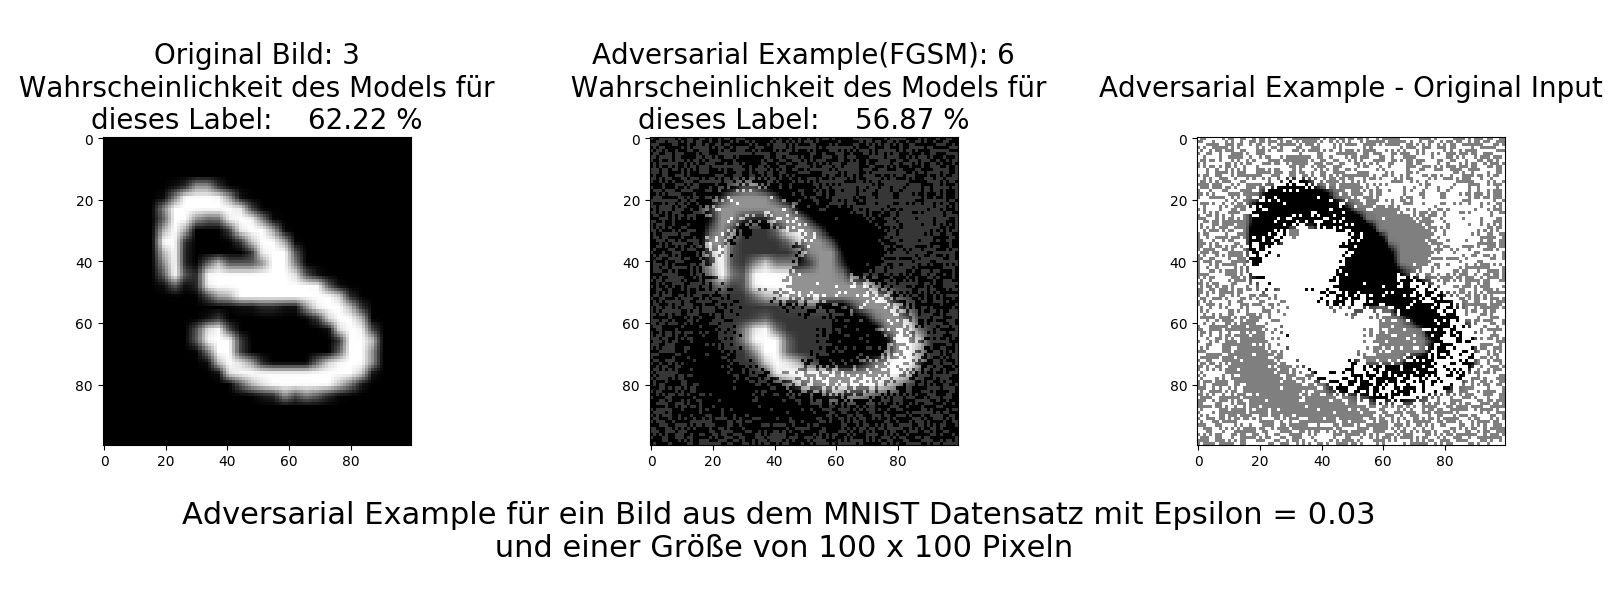 Original Bild: 3
Wahrscheinlichkeit des Models für
dieses Label: 62.22 %
0
20
40
60
80
0 20 40 60 80
Adversarial Example(FGSM): 6
Wahrscheinlichkeit des Models für
dieses Label: 56.87 %
0
20
40
60
80
0 20 40 60 80
Adversarial Example - Original Input
0
20
40
60
80
0 20 40 60 80
Adversarial Example für ein Bild aus dem MNIST Datensatz mit Epsilon = 0.03
und einer Größe von 100 x 100 Pixeln